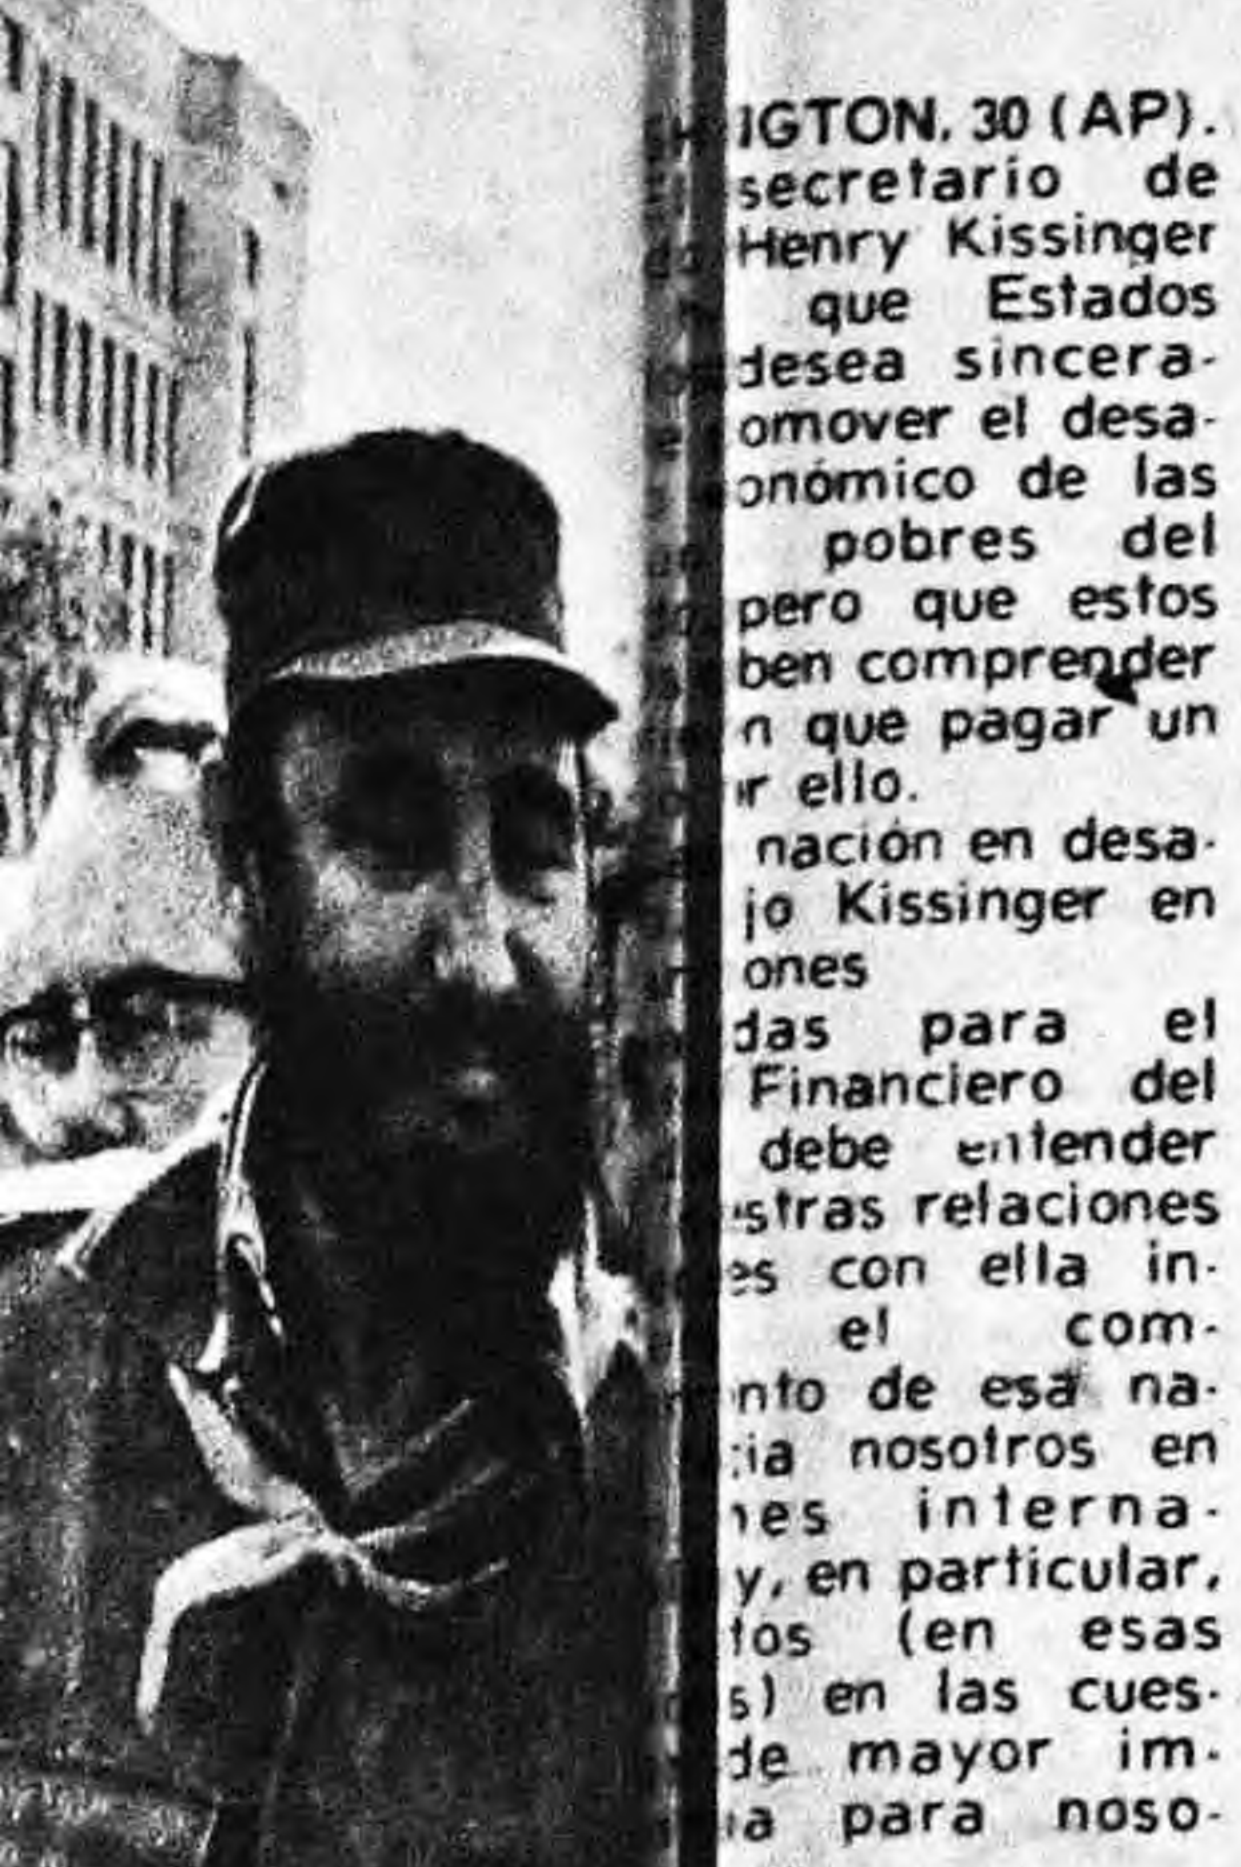 IGTON. 30 (AP).
secretario de
Henry Kissinger
que Estados
desea sincera-
omover el desa-
onómico de las
pobres del
pero que estos
ben comprender
n que pagar un
r ello.
nación en desa-
jo Kissinger en
ones
das para el
Financiero del
debe entender
stras relaciones
es con ella in-
el com-
nto de esa na-
ia nosotros en
nes interna-
y, en particular,
tos (en esas
s) en las cues-
de mayor im-
ia para noso-